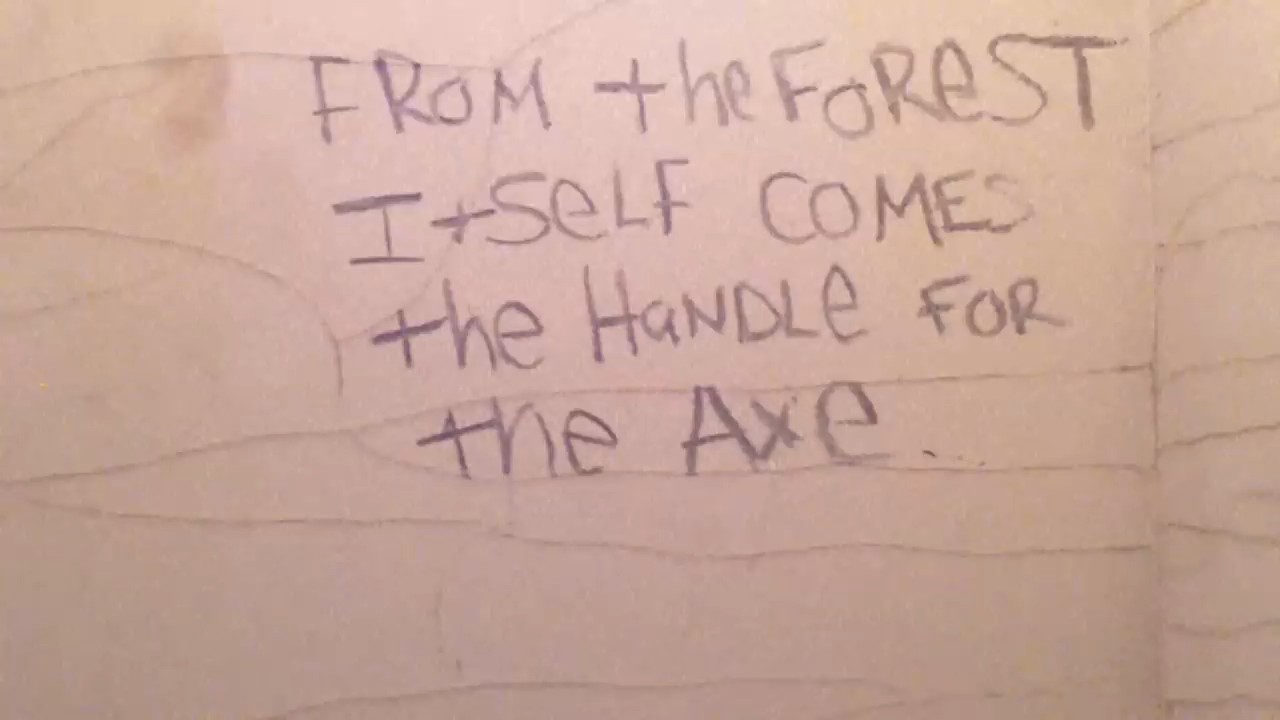 FROM the FoReST
ItSeLF COMES
the HaNDLe FOR
the Axe.